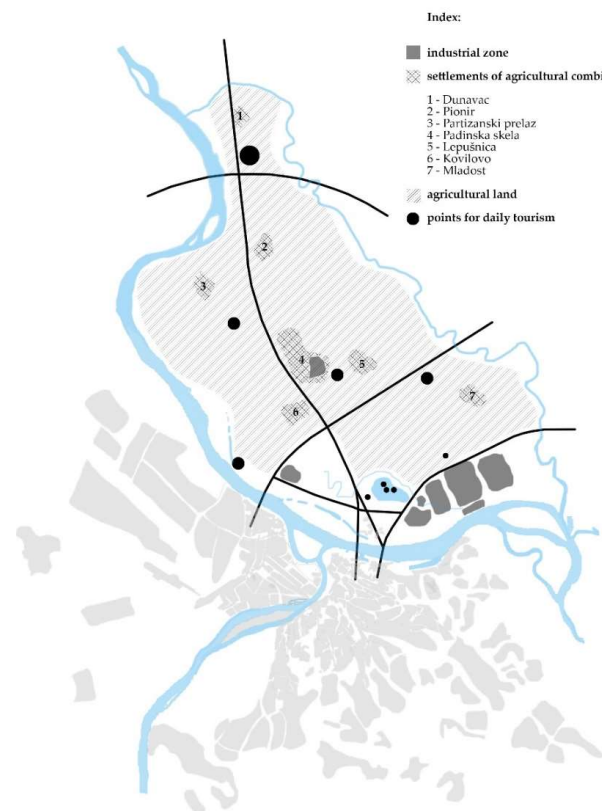 Index:
industrial zone
settlements of agricultural combi
1 - Dunavac
2 - Pionir
3 - Partizanski prelaz
4 - Padinska skela
5 - Lepušnica
6 - Kovilovo
7 - Mladost
agricultural land
points for daily tourism
1
2
3
4
5
6
7